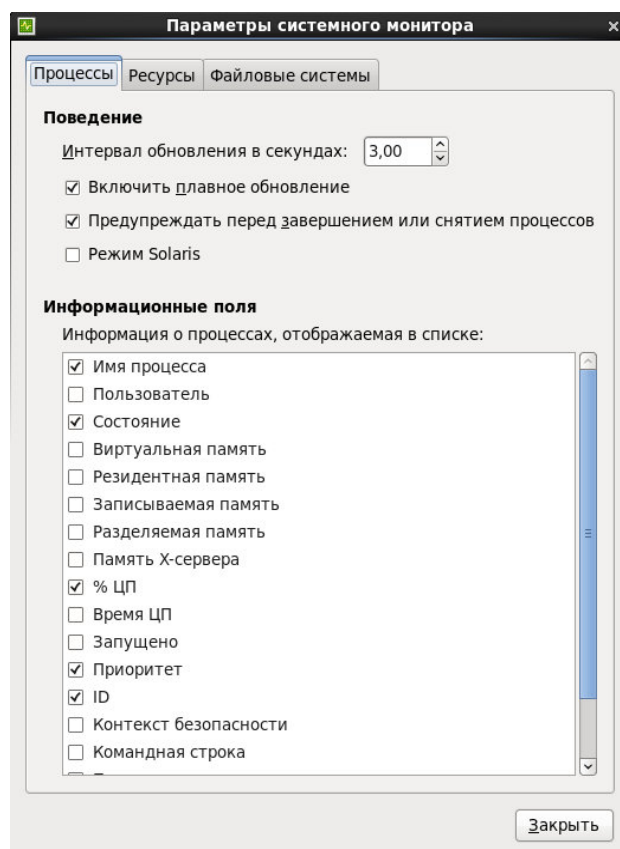 Параметры системного монитора
Процессы Ресурсы Файловые системы
Поведение
Интервал обновления в секундах: 3,00
Включить плавное обновление
Предупреждать перед завершением или снятием процессов
Режим Solaris
Информационные поля
Информация о процессах, отображаемая в списке:
Имя процесса
Пользователь
Состояние
Виртуальная память
Резидентная память
Записываемая память
Разделяемая память
Память X-сервера
% ЦП
Время ЦП
Запущено
Приоритет
ID
Контекст безопасности
Командная строка
Закрыть